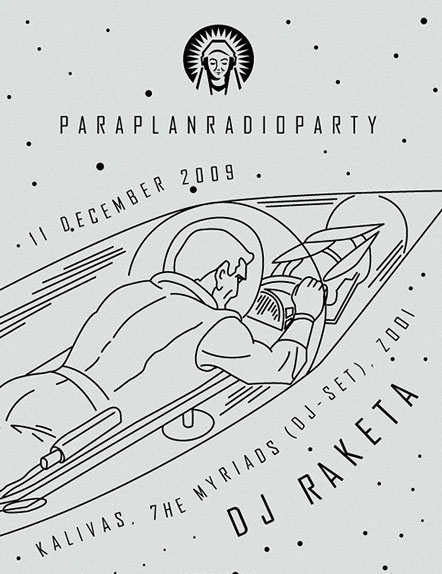 PARAPLANRADIOPARTY
11 DECEMBER 2009
KALIVAS, 7HE MYRIADS (DJ-SET), ZOOI
DJ RAKETA